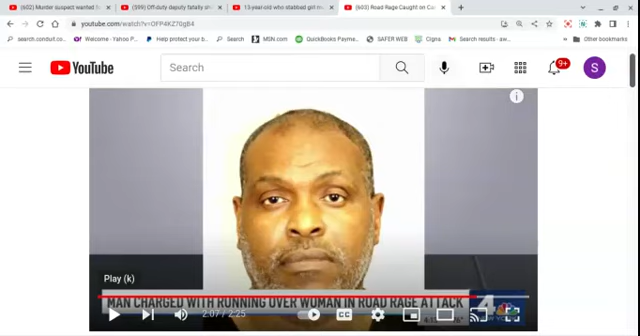 (602) Murder suspect wanted f
(599) Off-duty deputy fatally sh
13-year-old who stabbed girl m
(603) Road Rage Caught on Ca
youtube.com/watch?v=OFP4KZ70gB4
search.conduit.co...
Welcome - Yahoo P...
Help protect your b...
Search
MSN.com
QuickBooks Payme...
SAFER WEB
Cigna
Search results - aw...
»
Other bookmarks
YouTube
Search
9+
S
i
Play (k)
MAN CHARGED WITH RUNNING OVER WOMAN IN ROAD RAGE ATTACK
4
2:07 / 2:25
CC